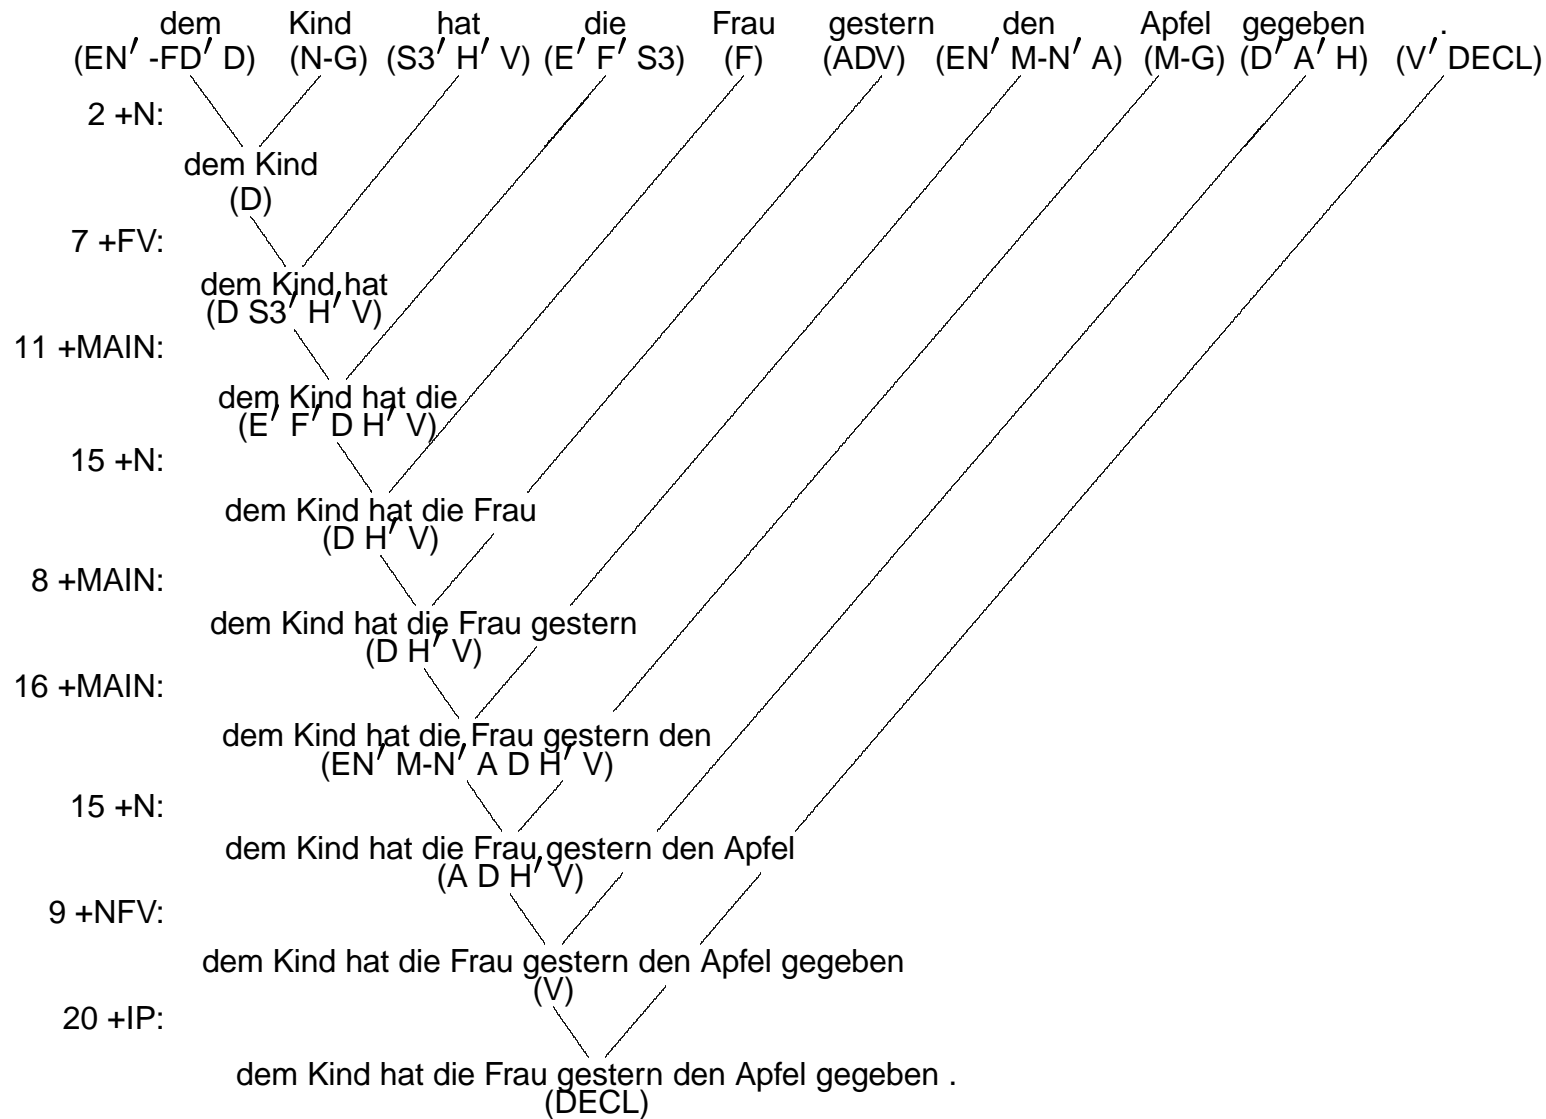 dem Kind hat die Frau gestern den Apfel gegeben .
(EN′ -FD′ D) (N-G) (S3′ H′ V) (E′ F′ S3) (F) (ADV) (EN′ M-N′ A) (M-G) (D′ A′ H) (V′ DECL)
2 +N:
dem Kind
(D)
7 +FV:
dem Kind hat
(D S3′ H′ V)
11 +MAIN:
dem Kind hat die
(E′ F′ D H′ V)
15 +N:
dem Kind hat die Frau
(D H′ V)
8 +MAIN:
dem Kind hat die Frau gestern
(D H′ V)
16 +MAIN:
dem Kind hat die Frau gestern den
(EN′ M-N′ A D H′ V)
15 +N:
dem Kind hat die Frau gestern den Apfel
(A D H′ V)
9 +NFV:
dem Kind hat die Frau gestern den Apfel gegeben
(V)
20 +IP:
dem Kind hat die Frau gestern den Apfel gegeben .
(DECL)